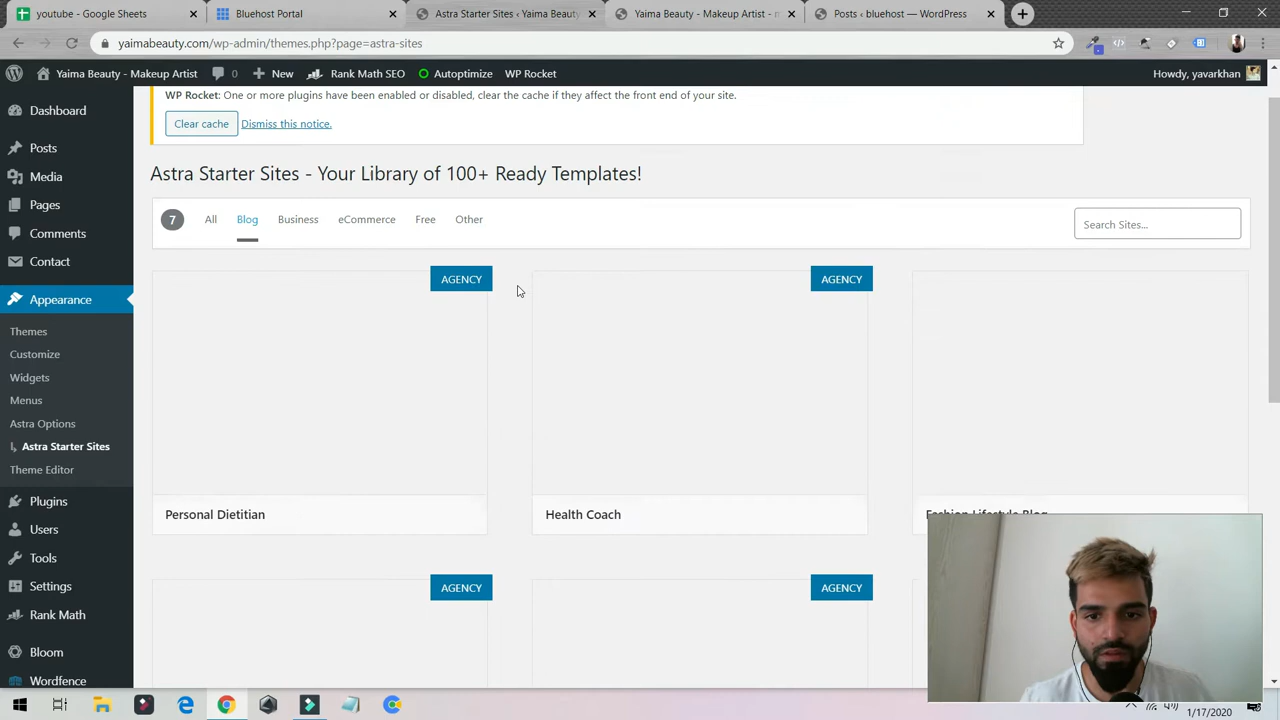 youtube - Google Sheets
Bluehost Portal
Astra Starter Sites ‹ Yaima Beauty
Yaima Beauty - Makeup Artist -
Posts ‹ bluehost — WordPress
yaimabeauty.com/wp-admin/themes.php?page=astra-sites
Yaima Beauty - Makeup Artist
0
New
Rank Math SEO
Autoptimize
WP Rocket
Howdy, yavarkhan
WP Rocket: One or more plugins have been enabled or disabled, clear the cache if they affect the front end of your site.
Clear cache
Dismiss this notice.
Dashboard
Posts
Media
Pages
Comments
Contact
Appearance
Themes
Customize
Widgets
Menus
Astra Options
Astra Starter Sites
Theme Editor
Plugins
Users
Tools
Settings
Rank Math
Bloom
Wordfence
Astra Starter Sites - Your Library of 100+ Ready Templates!
7
All
Blog
Business
eCommerce
Free
Other
Search Sites...
AGENCY
AGENCY
Personal Dietitian
Health Coach
Fashion Lifestyle Blog
AGENCY
AGENCY
1/17/2020